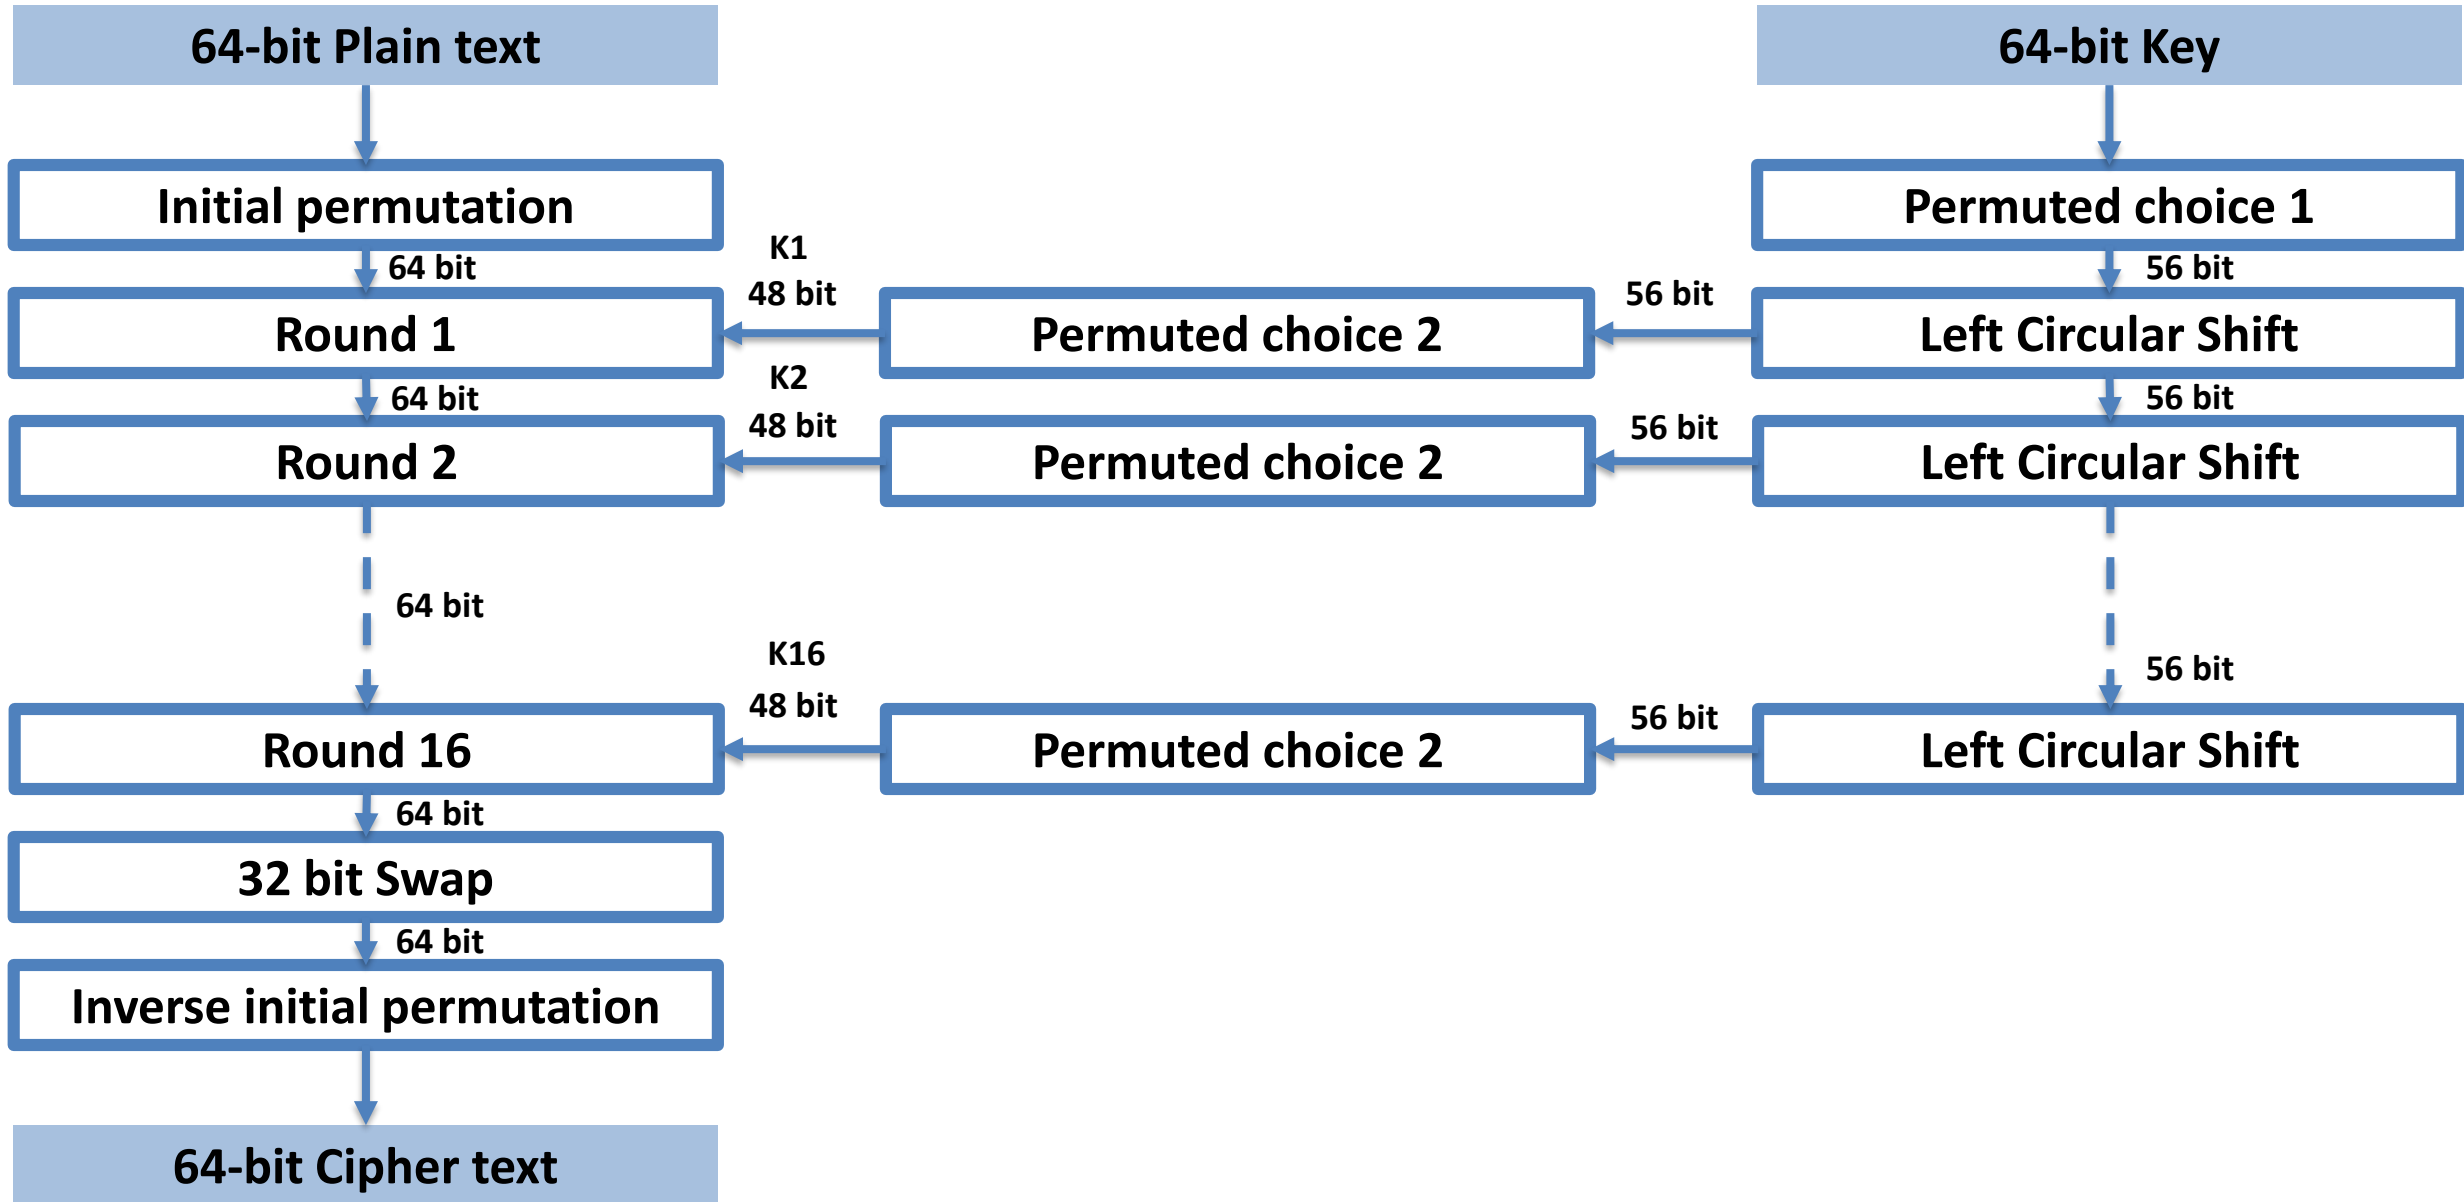 64-bit Plain text
64-bit Key
Initial permutation
Permuted choice 1
64 bit
K1
56 bit
48 bit
56 bit
Round 1
Permuted choice 2
Left Circular Shift
64 bit
K2
56 bit
48 bit
56 bit
Round 2
Permuted choice 2
Left Circular Shift
64 bit
K16
56 bit
48 bit
56 bit
Round 16
Permuted choice 2
Left Circular Shift
64 bit
32 bit Swap
64 bit
Inverse initial permutation
64-bit Cipher text